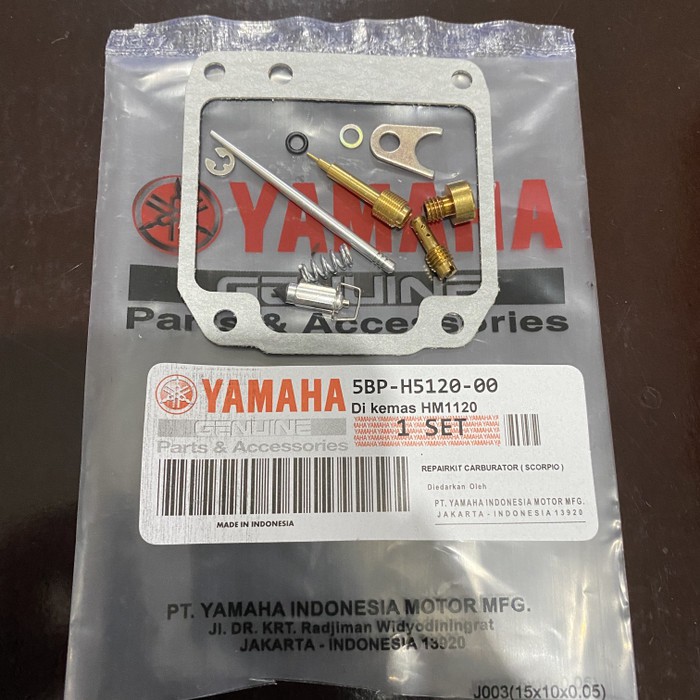 YAMAHA
GENUINE
Parts & Accessories
YAMAHA
GENUINE
Parts & Accessories
5BP-H5120-00
Di kemas HM1120
1 SET
REPAIRKIT CARBURATOR ( SCORPIO )
Diedarkan Oleh
PT. YAMAHA INDONESIA MOTOR MFG.
JAKARTA - INDONESIA 13920
MADE IN INDONESIA
PT. YAMAHA INDONESIA MOTOR MFG.
Jl. DR. KRT. Radjiman Widyodiningrat
JAKARTA - INDONESIA 13920
J003(15x10x0.05)